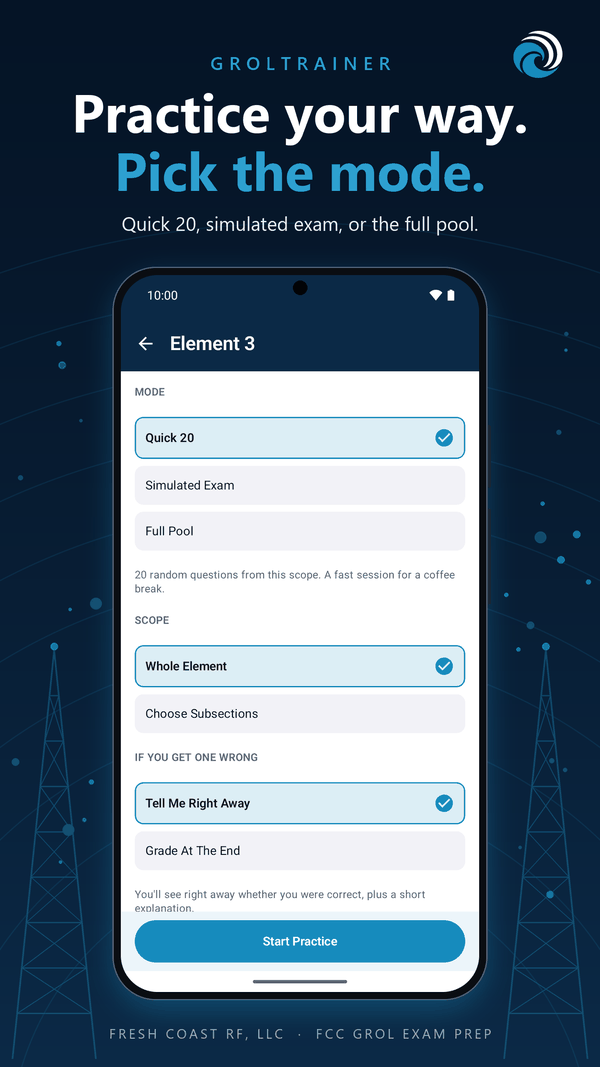 GROLTRAINER
Practice your way.
Pick the mode.
Quick 20, simulated exam, or the full pool.
10:00
Element 3
MODE
Quick 20
Simulated Exam
Full Pool
20 random questions from this scope. A fast session for a coffee
break.
SCOPE
Whole Element
Choose Subsections
IF YOU GET ONE WRONG
Tell Me Right Away
Grade At The End
You'll see right away whether you were correct, plus a short
explanation.
Start Practice
FRESH COAST RF, LLC · FCC GROL EXAM PREP